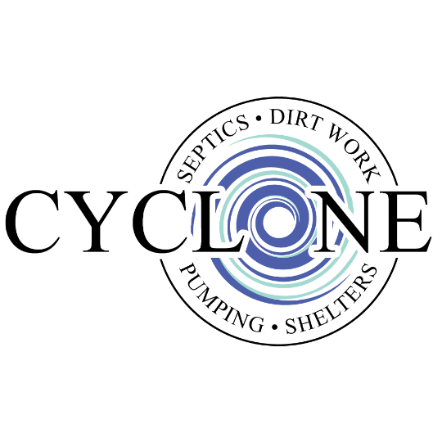 SEPTICS • DIRT WORK
CYCLONE
PUMPING • SHELTERS